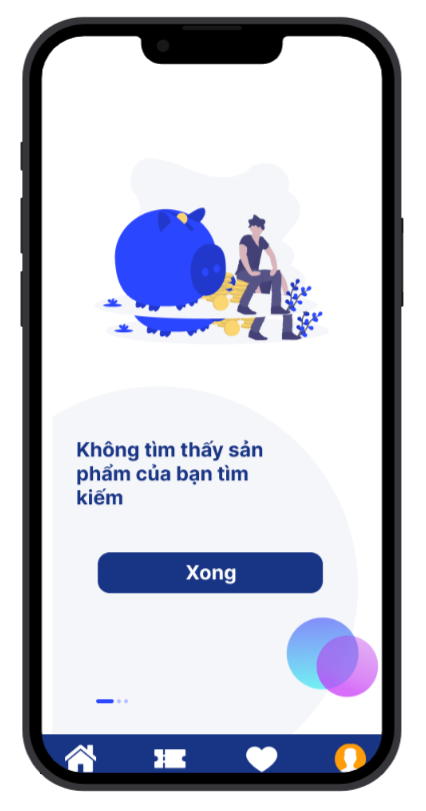 Không tìm thấy sản
phẩm của bạn tìm
kiếm
Xong